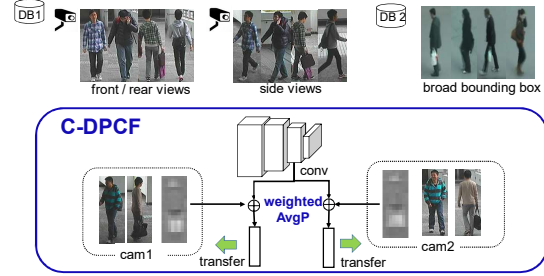 DB1
DB 2
front / rear views
side views
broad bounding box
C-DPCF
conv
weighted
AvgP
cam1
transfer
transfer
cam2